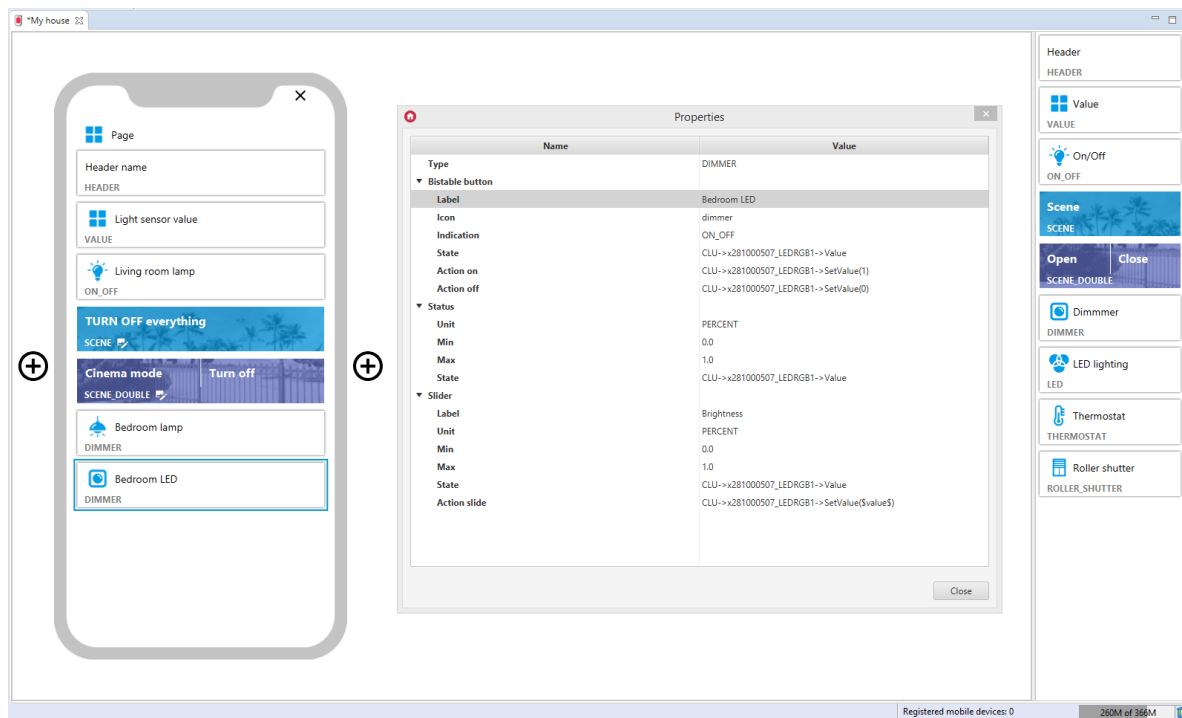 *My house
Page
Header name
HEADER
Light sensor value
VALUE
Living room lamp
ON_OFF
TURN OFF everything
SCENE
Cinema mode Turn off
SCENE_DOUBLE
Bedroom lamp
DIMMER
Bedroom LED
DIMMER
Properties
Name Value
Type DIMMER
Bistable button
Label Bedroom LED
Icon dimmer
Indication ON_OFF
State CLU->x281000507_LEDRGB1->Value
Action on CLU->x281000507_LEDRGB1->SetValue(1)
Action off CLU->x281000507_LEDRGB1->SetValue(0)
Status
Unit PERCENT
Min 0.0
Max 1.0
State CLU->x281000507_LEDRGB1->Value
Slider
Label Brightness
Unit PERCENT
Min 0.0
Max 1.0
State CLU->x281000507_LEDRGB1->Value
Action slide CLU->x281000507_LEDRGB1->SetValue($value$)
Close
Header
HEADER
Value
VALUE
On/Off
ON_OFF
Scene
SCENE
Open Close
SCENE_DOUBLE
Dimmmer
DIMMER
LED lighting
LED
Thermostat
THERMOSTAT
Roller shutter
ROLLER_SHUTTER
Registered mobile devices: 0
260M of 366M